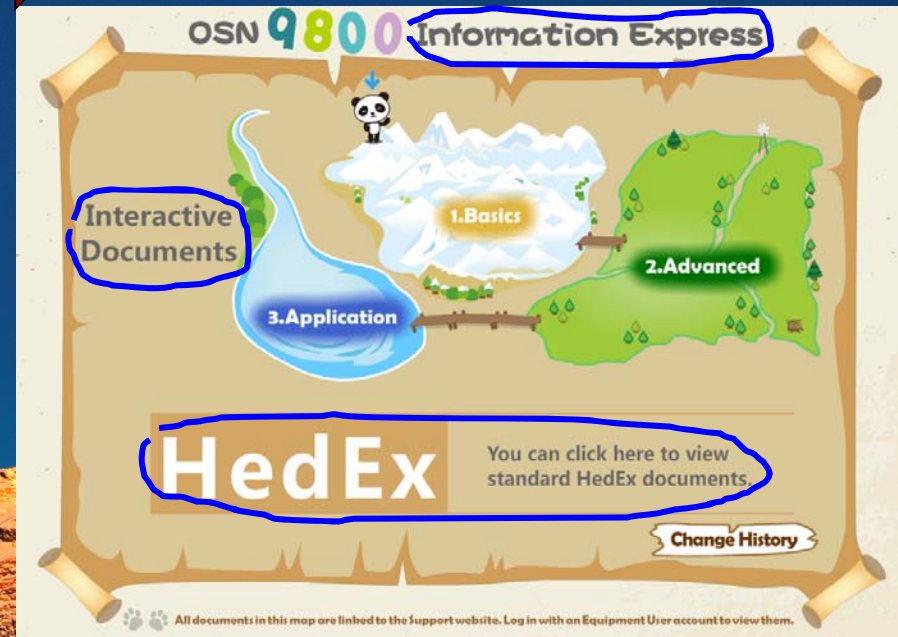 OSN 9800 Information Express
Interactive
Documents
1.Basics
2.Advanced
3.Application
HedEx
You can click here to view
standard HedEx documents.
Change History
All documents in this map are linked to the Support website. Log in with an Equipment User account to view them.